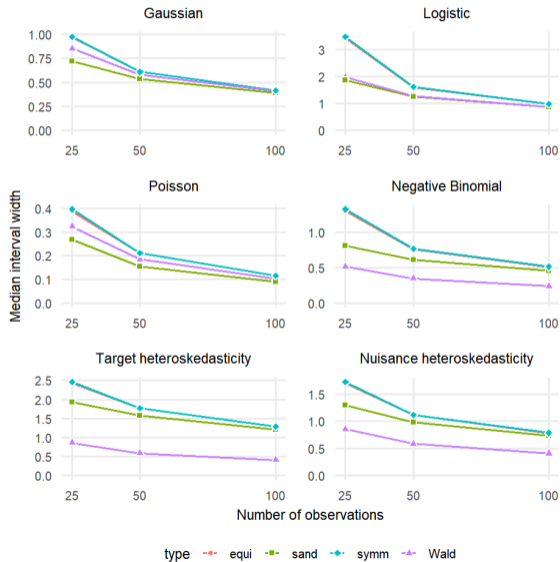 Gaussian
Logistic
1.00
0.75
0.50
0.25
0.00
3
2
1
0
25 50 100
25 50 100
Poisson
Negative Binomial
0.4
0.3
0.2
0.1
0.0
1.0
0.5
0.0
25 50 100
25 50 100
Target heteroskedasticity
Nuisance heteroskedasticity
2.5
2.0
1.5
1.0
0.5
0.0
1.5
1.0
0.5
0.0
25 50 100
25 50 100
Median interval width
Number of observations
type equi sand symm Wald